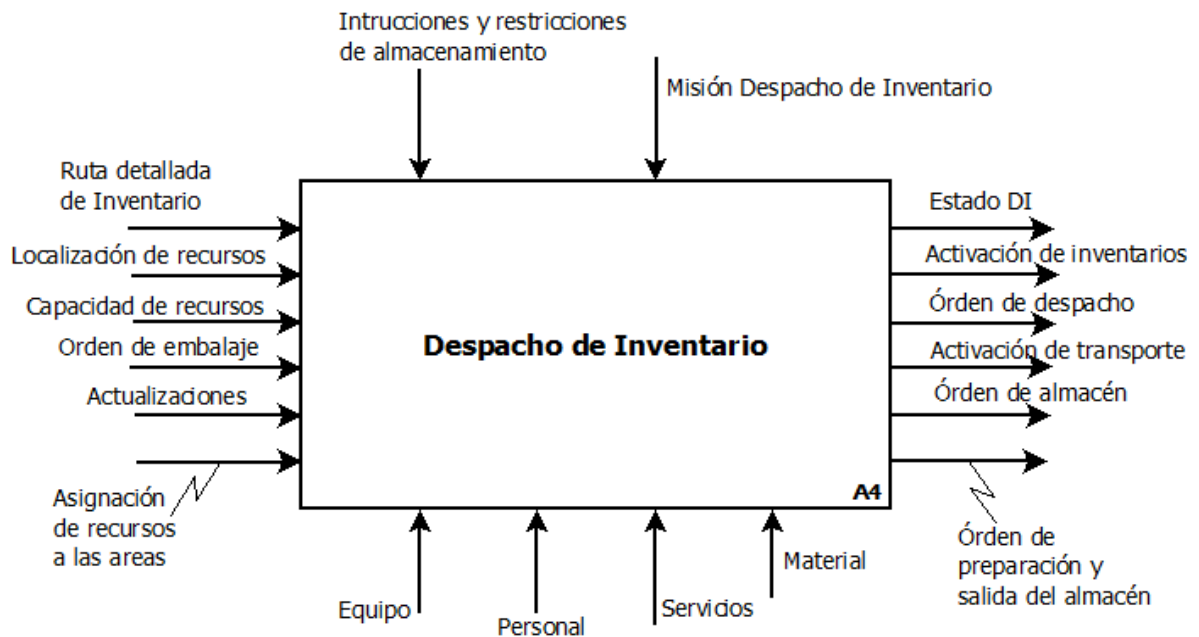 Intrucciones y restricciones
de almacenamiento
Misión Despacho de Inventario
Ruta detallada
de Inventario
Localización de recursos
Capacidad de recursos
Orden de embalaje
Actualizaciones
Asignación
de recursos
a las areas
Despacho de Inventario
A4
Estado DI
Activación de inventarios
Órden de despacho
Activación de transporte
Órden de almacén
Órden de
preparación y
salida del almacén
Equipo
Personal
Servicios
Material